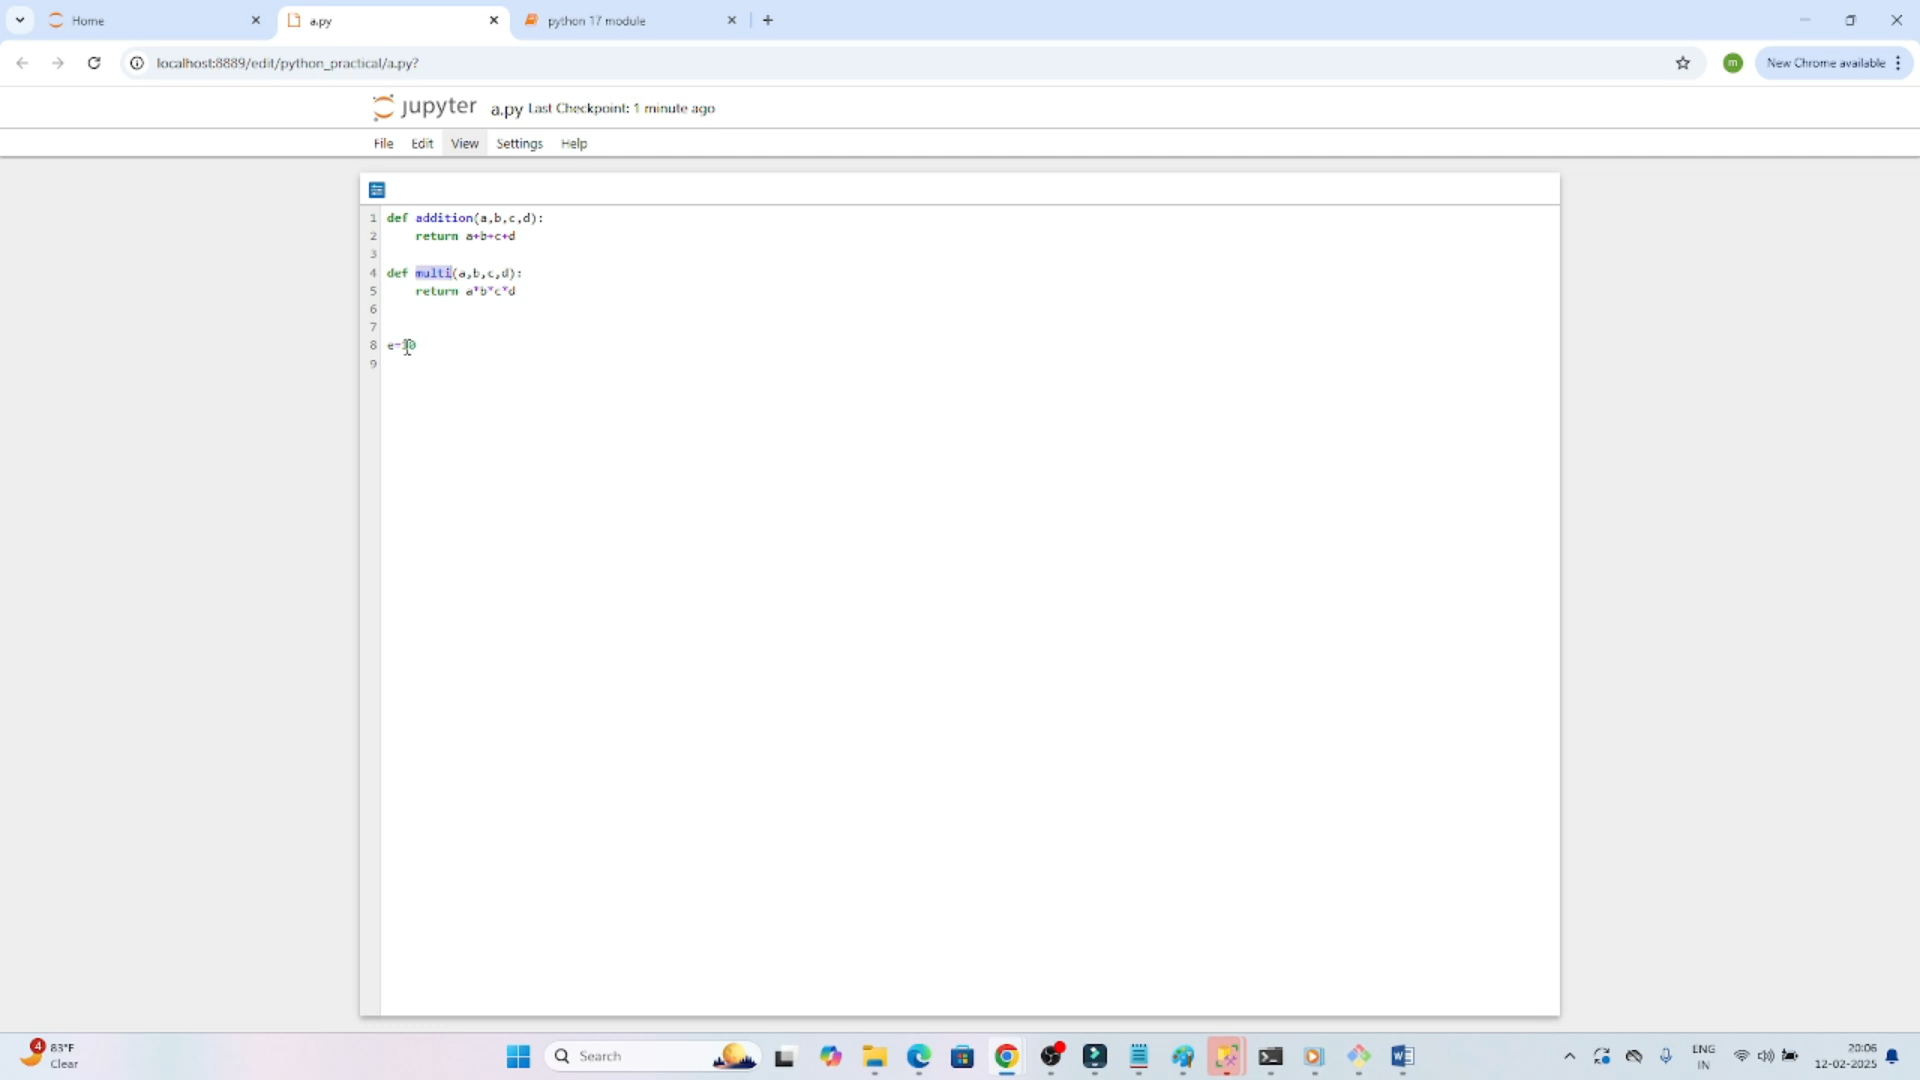 Home
a.py
python 17 module
localhost:8889/edit/python_practical/a.py?
m
New Chrome available
jupyter a.py Last Checkpoint: 1 minute ago
File Edit View Settings Help
1 def addition(a,b,c,d):
2 return a+b+c+d
3
4 def multi(a,b,c,d):
5 return a*b*c*d
6
7
8
9
4
83°F
Clear
Search
ENG
IN
20:06
12-02-2025